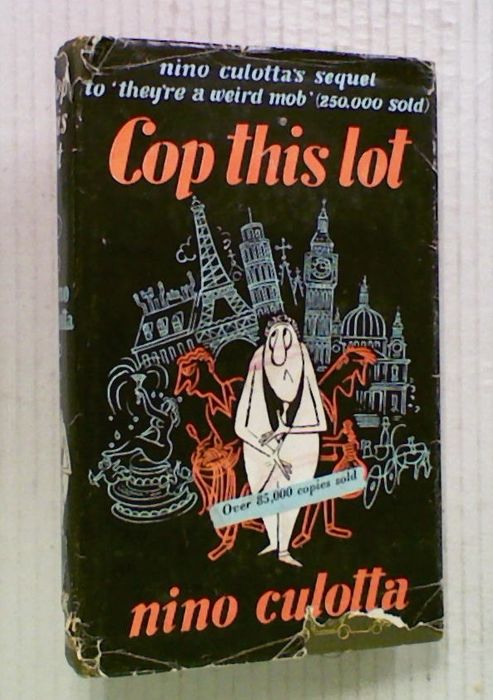 nino culotta's sequel
to 'they're a weird mob' (250.000 sold)
Cop this lot
Over 85,000 copies sold
nino culotta